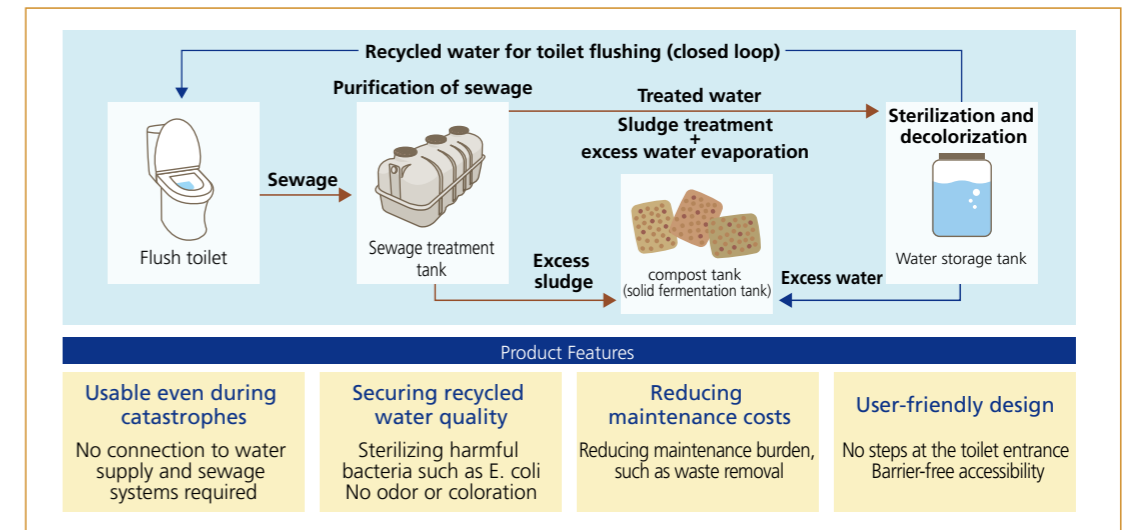 Recycled water for toilet flushing (closed loop)
Purification of sewage
Treated water
Sterilization and
decolorization
Sludge treatment
+
excess water evaporation
Sewage
Flush toilet
Sewage treatment
tank
Water storage tank
Excess
sludge
compost tank
(solid fermentation tank)
Excess water
Product Features
Usable even during
catastrophes
No connection to water
supply and sewage
systems required
Securing recycled
water quality
Sterilizing harmful
bacteria such as E. coli
No odor or coloration
Reducing
maintenance costs
Reducing maintenance burden,
such as waste removal
User-friendly design
No steps at the toilet entrance
Barrier-free accessibility